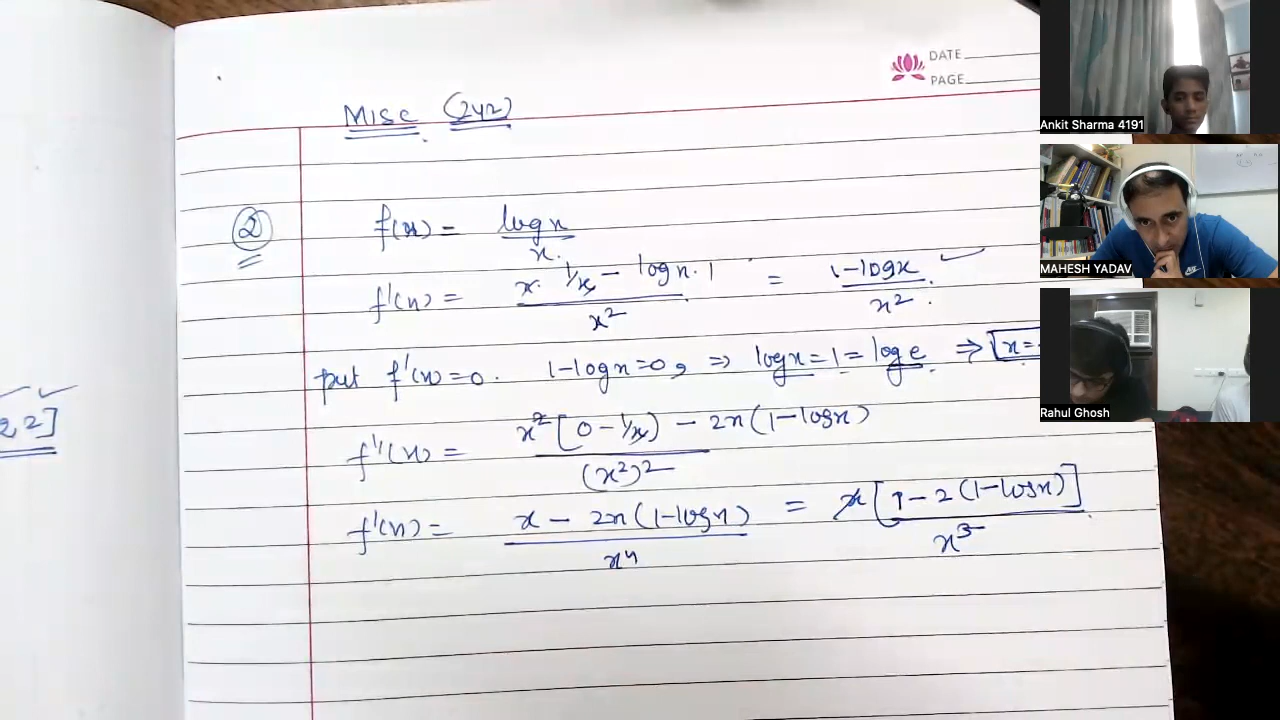 DATE
PAGE
Misc (242)
② f(x) = log x / x.
f'(x) = x. 1/x - log x. 1 / x² = 1-log x / x².
put f'(x)=0. 1-log x=0, ⇒ log x=1=log e ⇒ x=
f''(x) = x² [0-1/x) - 2x(1-log x) / (x²)²
f'(x) = x - 2x(1-log x) / x⁴ = x[1-2(1-log x)] / x³
22]
Ankit Sharma 4191
MAHESH YADAV
Rahul Ghosh